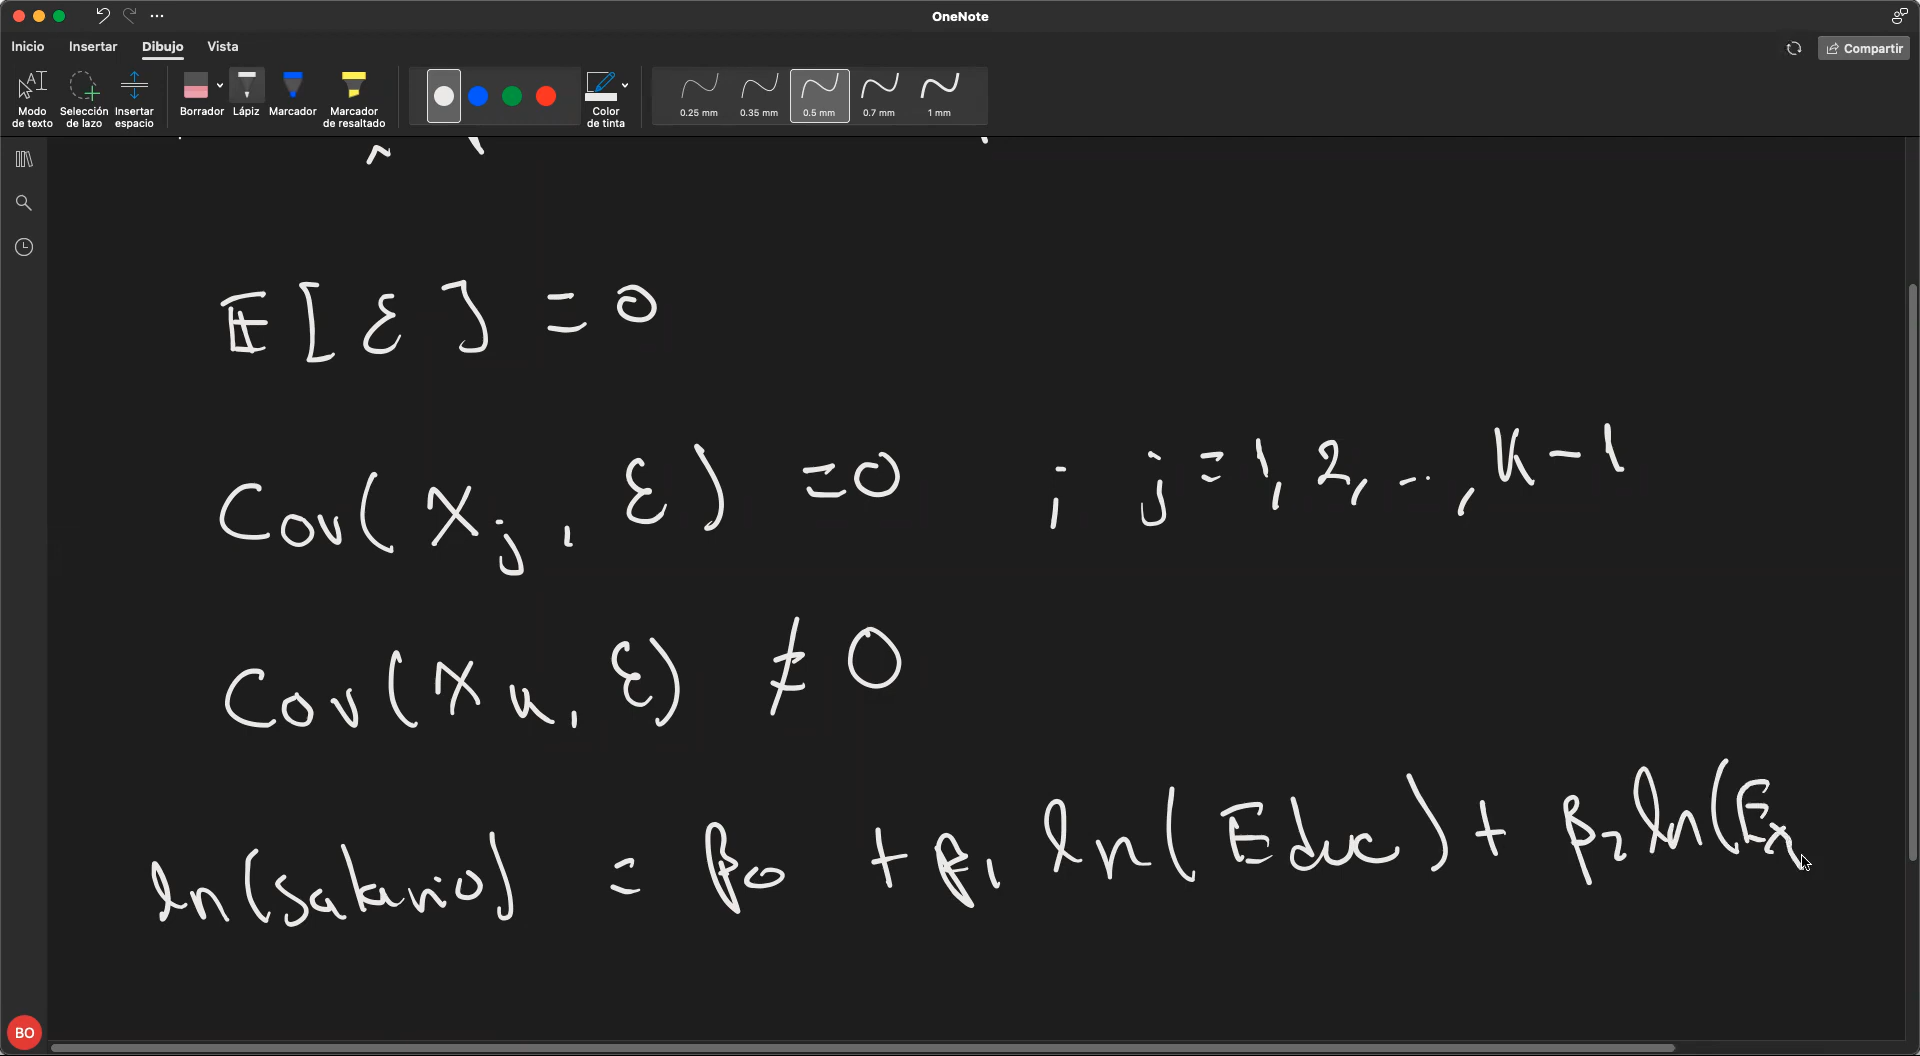 OneNote
Inicio Insertar Dibujo Vista
Compartir
Modo de texto
Selección de lazo
Insertar espacio
Borrador
Lápiz
Marcador
Marcador de resaltado
Color de tinta
0.25 mm 0.35 mm 0.5 mm 0.7 mm 1 mm
E[ε] = 0
Cov(Xj, ε) = 0 ; j = 1, 2, ..., K - 1
Cov(XK, ε) ≠ 0
ln(Salario) = β0 + β1 ln(Educ) + β2 ln(Ex
BO